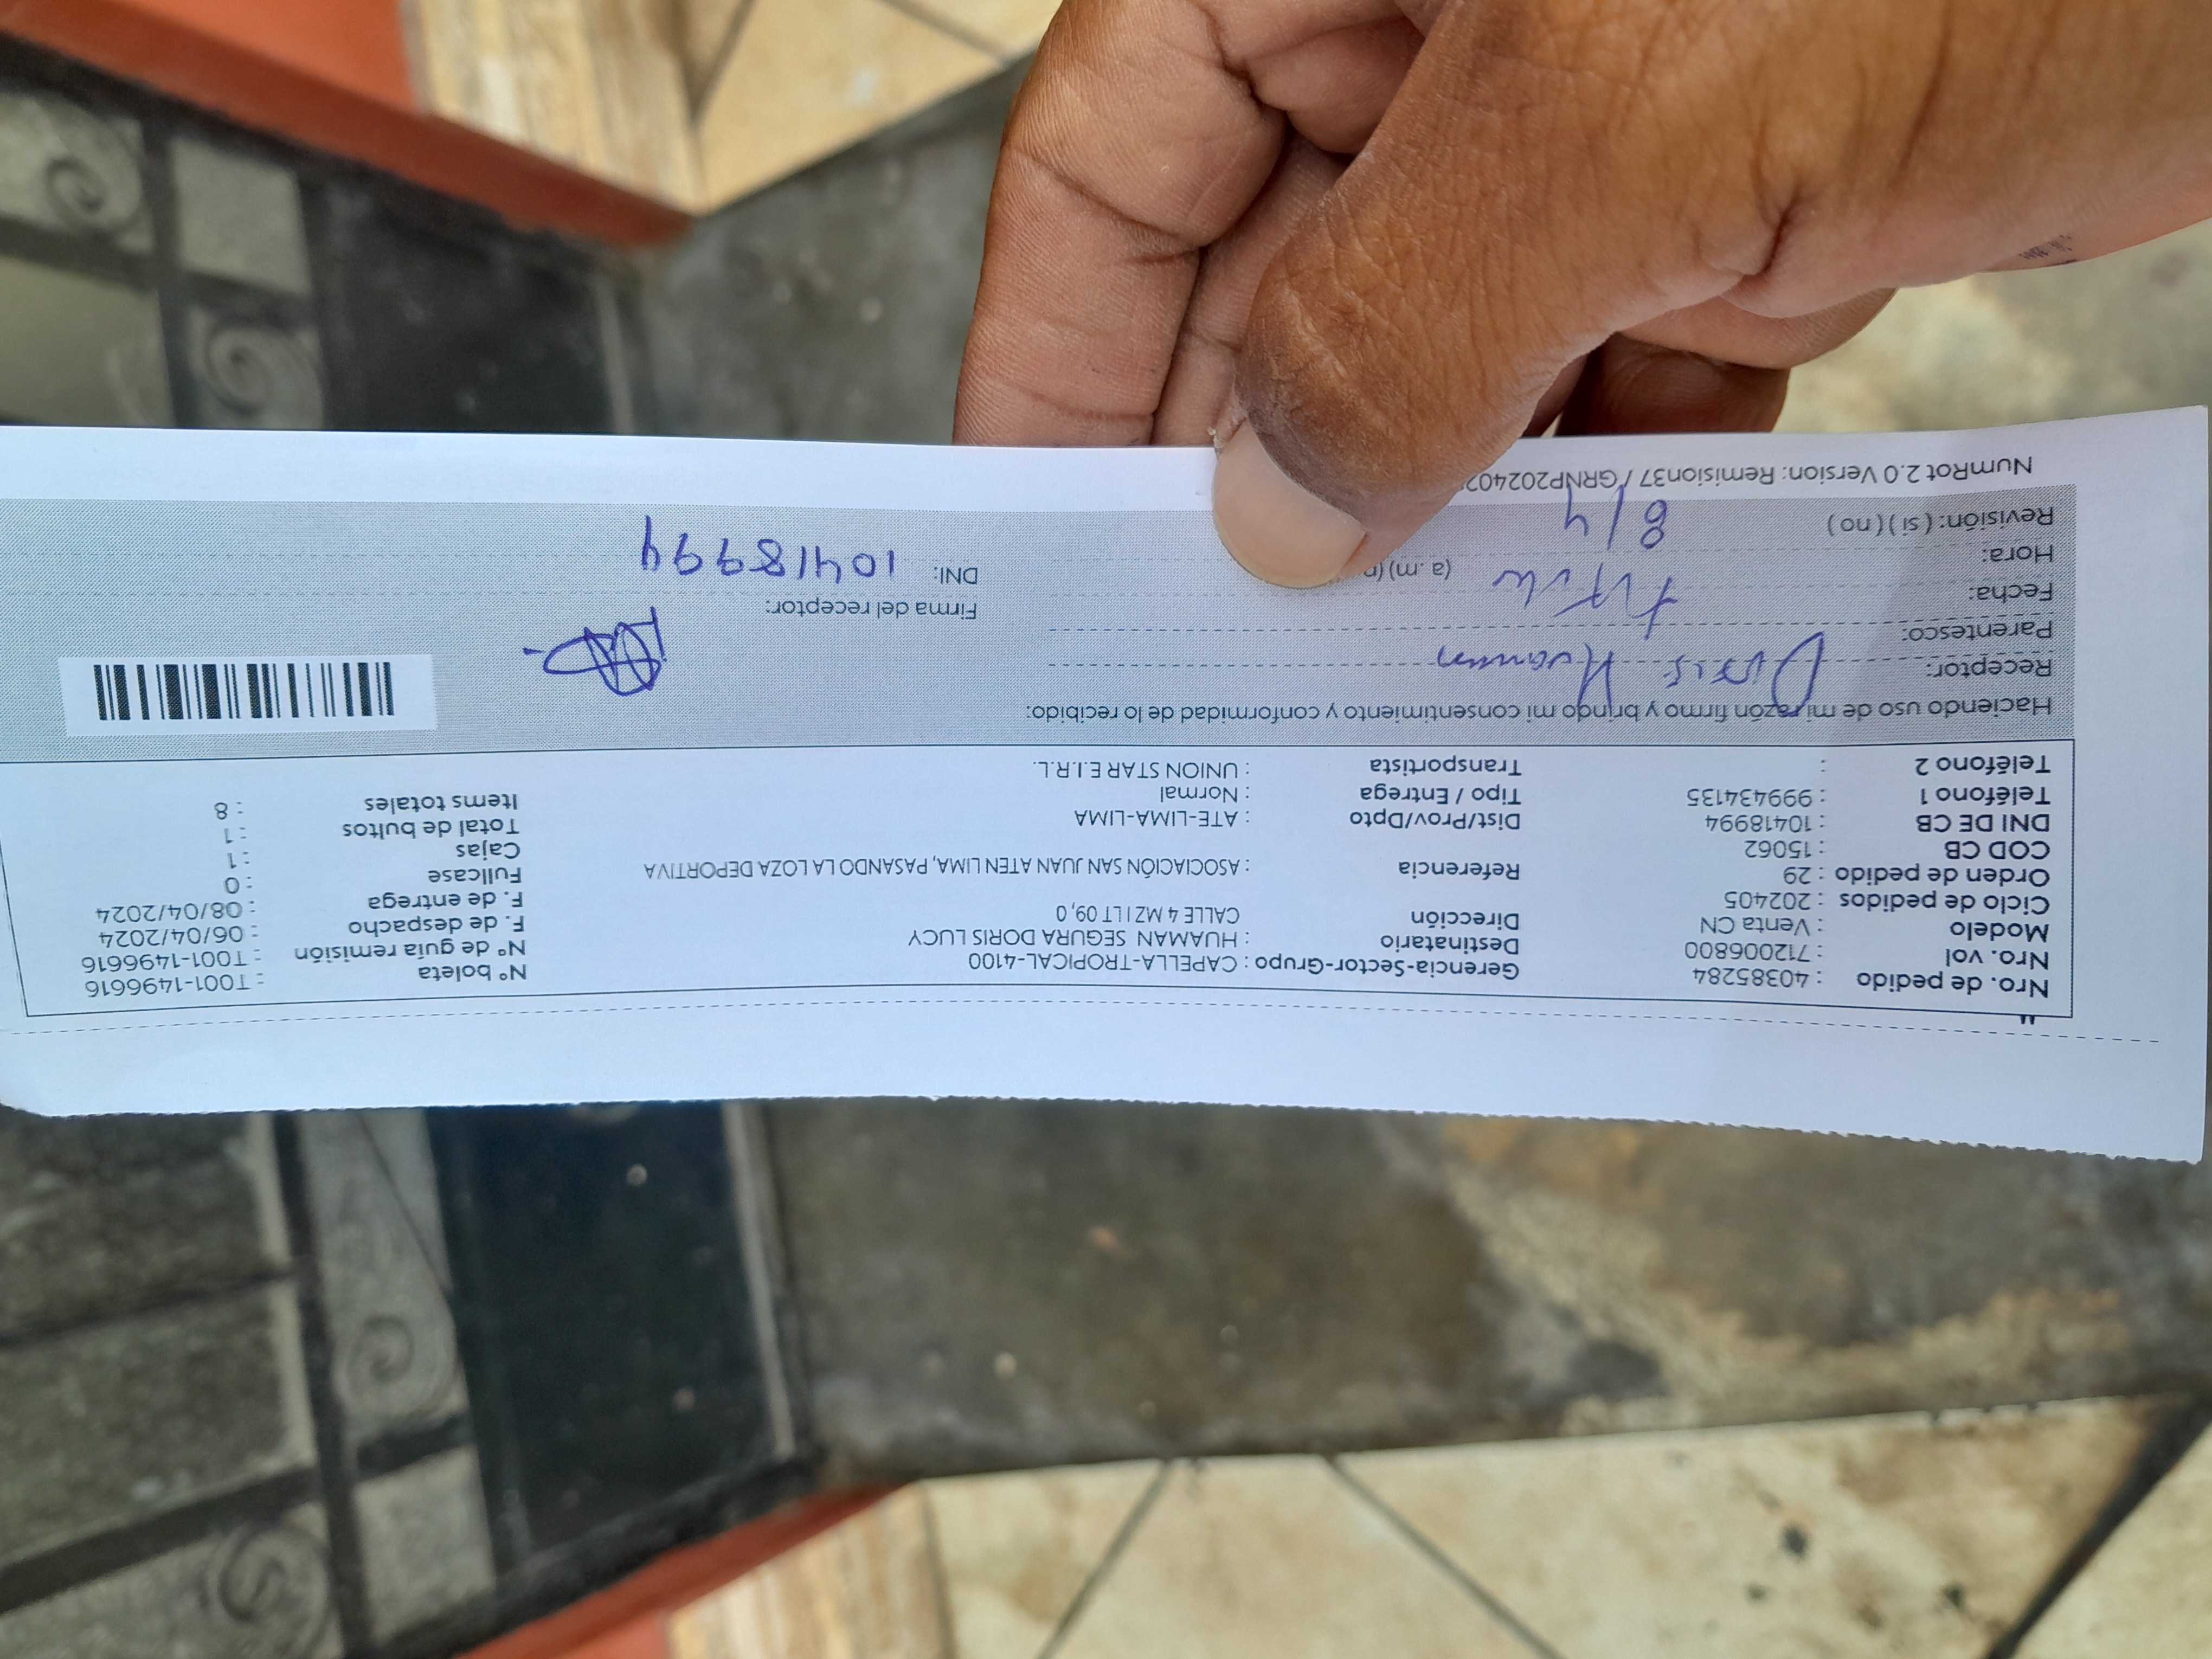 Nro. de pedido : 40385284 Gerencia-Sector-Grupo : CAPELLA-TROPICAL-4100 N° boleta : T001-1496616
Nro. vol : 712006800 Destinatario : HUAMAN SEGURA DORIS LUCY N° de guía remisión : T001-1496616
Modelo : Venta CN Dirección CALLE 4 MZ I LT 09, 0 F. de despacho : 06/04/2024
Ciclo de pedidos : 202405 F. de entrega : 08/04/2024
Orden de pedido : 29 Referencia : ASOCIACIÓN SAN JUAN ATEN LIMA, PASANDO LA LOZA DEPORTIVA Fullcase : 0
COD CB : 15062 Cajas : 1
DNI DE CB : 10418994 Dist/Prov/Dpto : ATE-LIMA-LIMA Total de bultos : 1
Teléfono 1 : 999434135 Tipo / Entrega : Normal Items totales : 8
Teléfono 2 : Transportista : UNION STAR E.I.R.L.
Haciendo uso de mi razón firmo y brindo mi consentimiento y conformidad de lo recibido:
Receptor: Doris Huaman
Parentesco:
Fecha: Firma del receptor:
Hora: (a.m) DNI: 10418994
Revisión: ( si ) ( no ) 8/4
NumRot 2.0 Version: Remision37 / GRNP202402